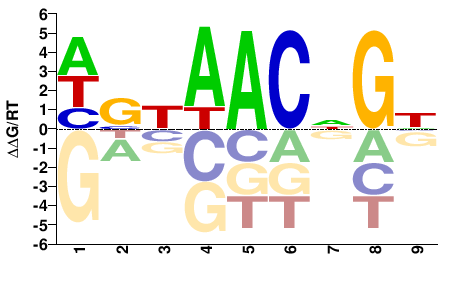 6
5
4
3
2
1
0
-1
-2
-3
-4
-5
-6
ΔΔG/RT
A T C G
G T A
T C G
A T C G
A C G T
C A G T
A G
G A C T
T G
1 2 3 4 5 6 7 8 9